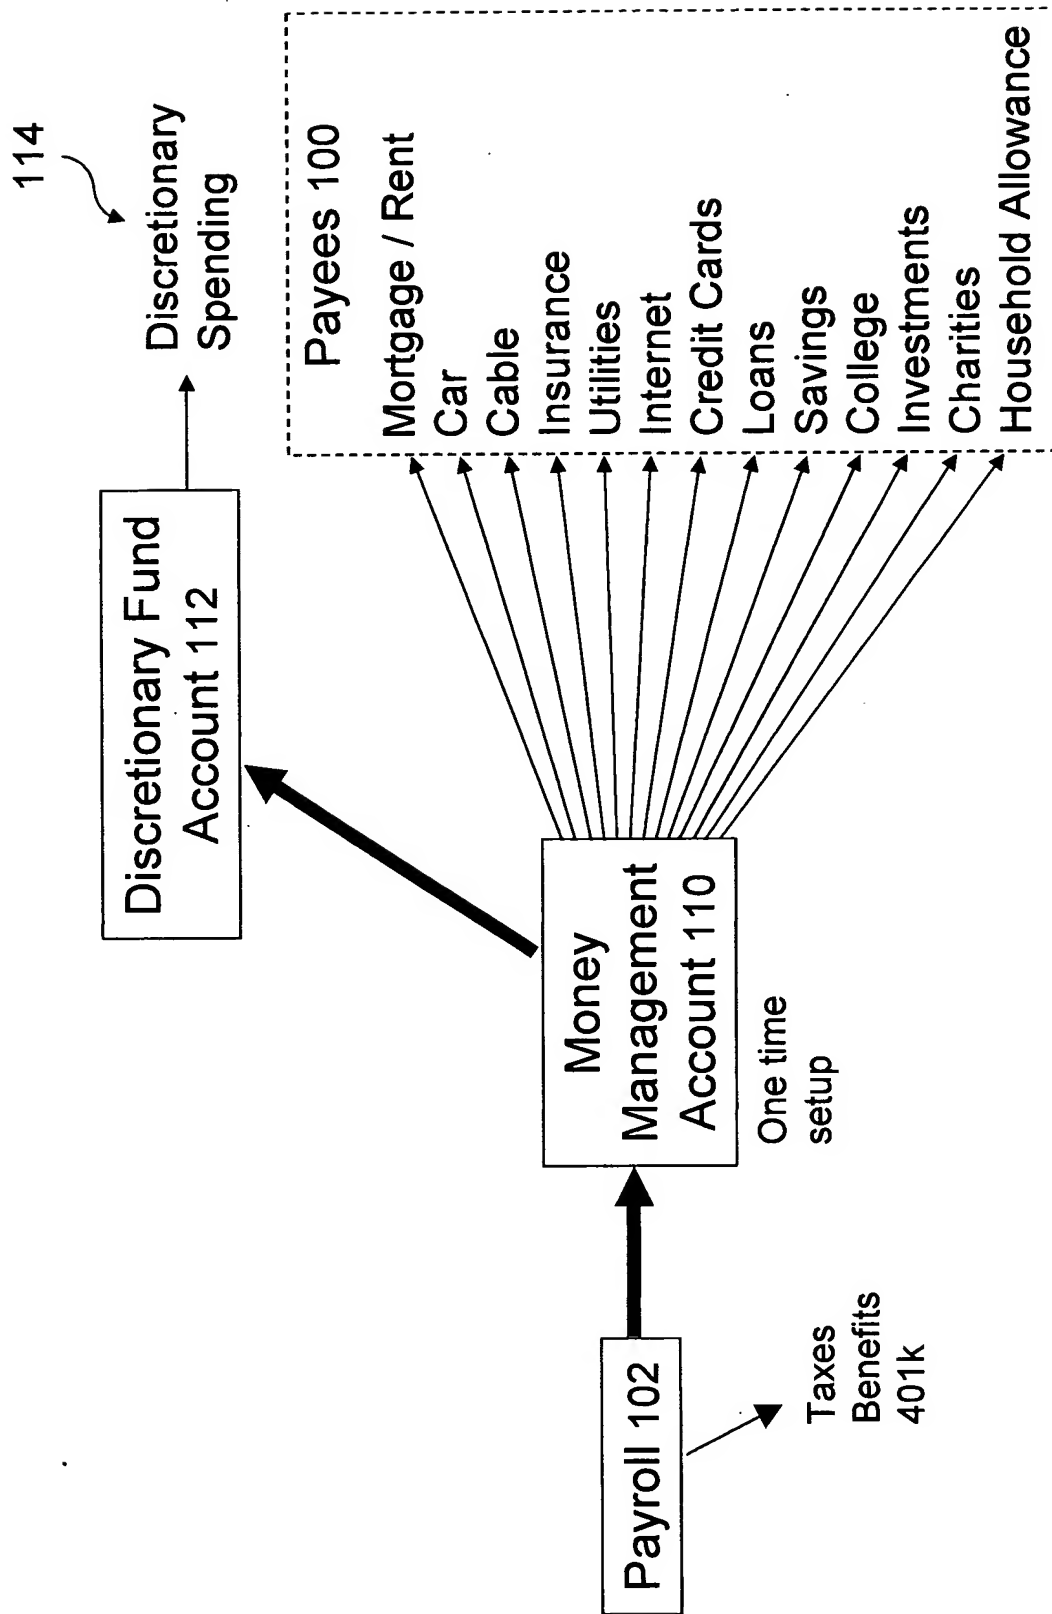 114
Discretionary
Spending
Discretionary Fund
Account 112
Payees 100
Mortgage / Rent
Car
Cable
Insurance
Utilities
Internet
Credit Cards
Loans
Savings
College
Investments
Charities
Household Allowance
Money
Management
Account 110
One time
setup
Payroll 102
Taxes
Benefits
401k